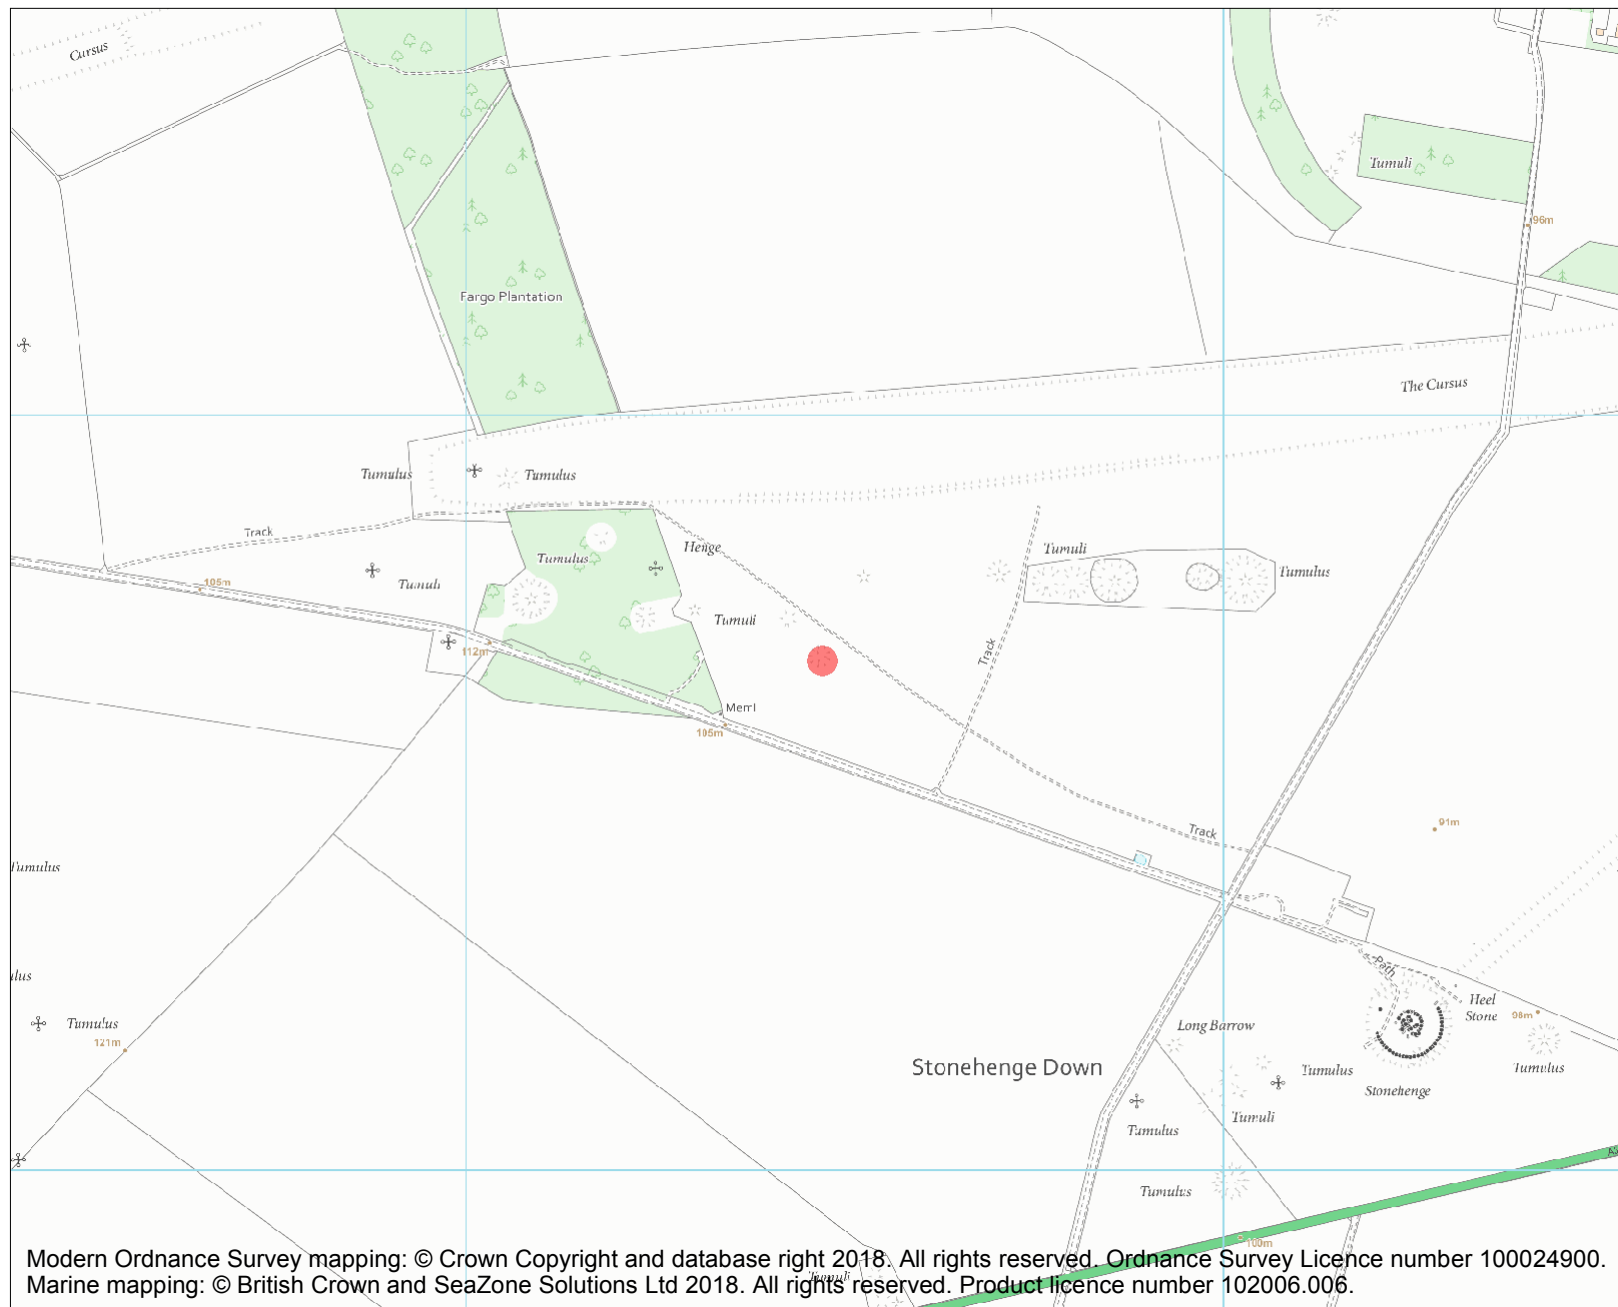 Cursus
Tumuli
96m
Fargo Plantation
The Cursus
Tumulus
Tumulus
Track
Henge
Tumulus
Tumuli
Tumulus
105m
Tumuli
Tumuli
Track
112m
Meml
105m
91m
Track
Tumulus
Path
Heel
Stone
98m
Tumulus
121m
Long Barrow
Stonehenge Down
Tumulus
Tumulus
Stonehenge
Tumuli
Tumulus
Tumulus
100m
Modern Ordnance Survey mapping: © Crown Copyright and database right 2018. All rights reserved. Ordnance Survey Licence number 100024900.
Tumuli
Marine mapping: © British Crown and SeaZone Solutions Ltd 2018. All rights reserved. Product licence number 102006.006.